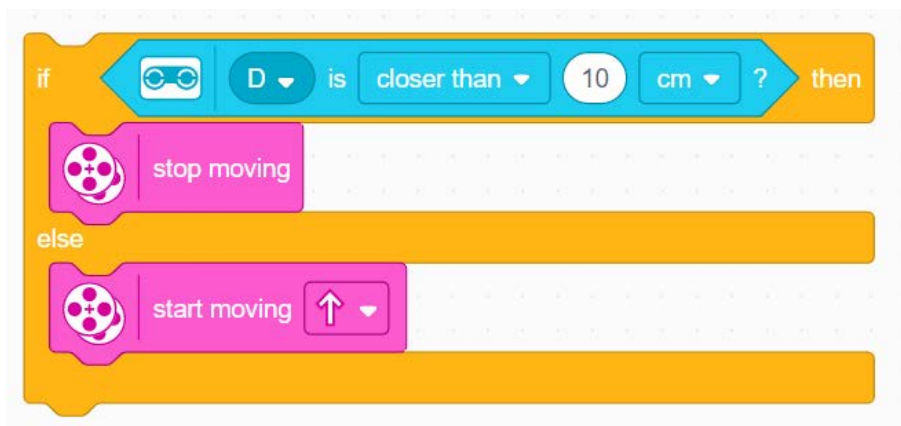 if D is closer than 10 cm ? then
stop moving
else
start moving